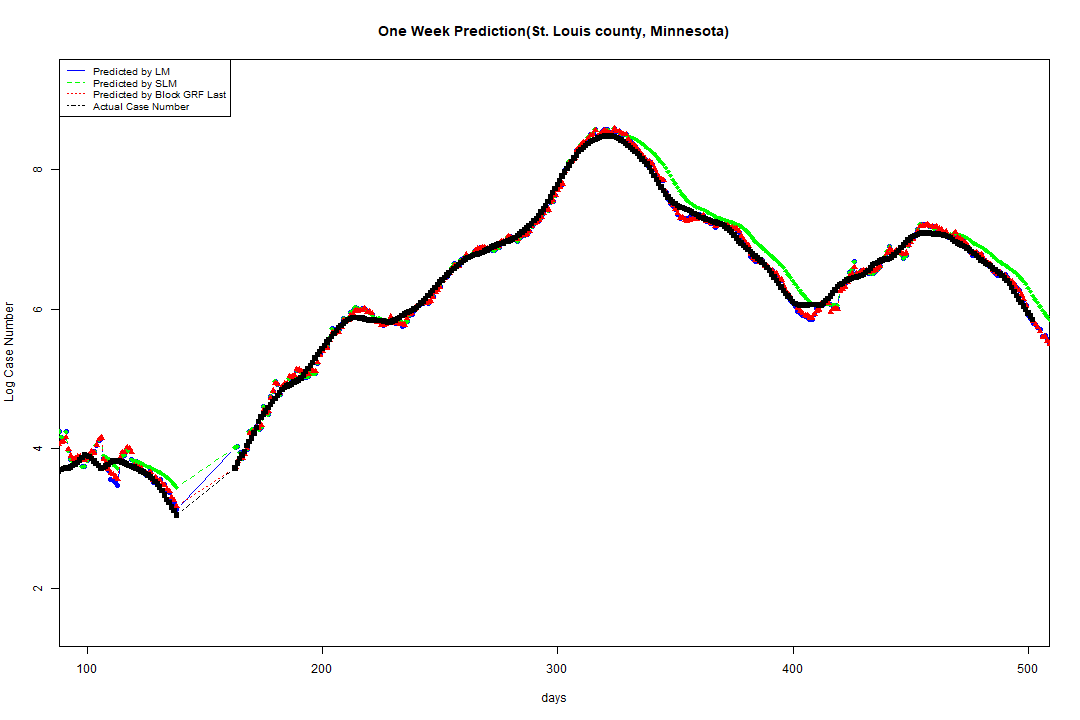 One Week Prediction(St. Louis county, Minnesota)
Predicted by LM
Predicted by SLM
Predicted by Block GRF Last
Actual Case Number
Log Case Number
8
6
4
2
100 200 300 400 500
days